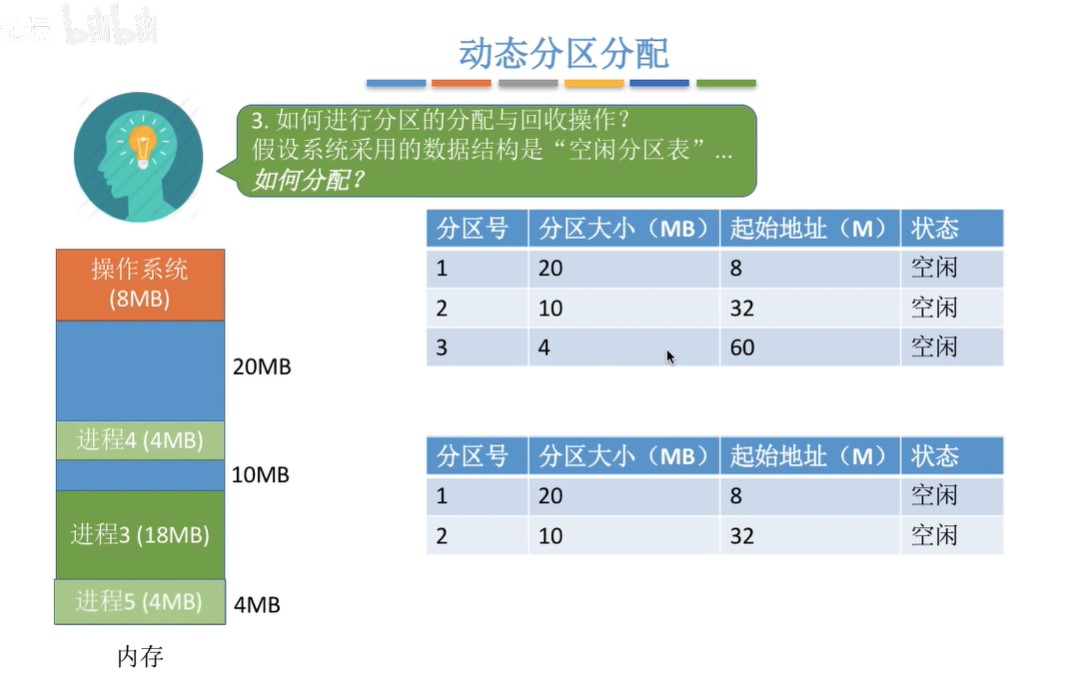 bilibili
动态分区分配
3. 如何进行分区的分配与回收操作？
假设系统采用的数据结构是“空闲分区表”...
如何分配？
分区号 分区大小（MB） 起始地址（M） 状态
1 20 8 空闲
2 10 32 空闲
3 4 60 空闲
操作系统
(8MB)
20MB
进程4 (4MB)
10MB
进程3 (18MB)
进程5 (4MB)
4MB
内存
分区号 分区大小（MB） 起始地址（M） 状态
1 20 8 空闲
2 10 32 空闲